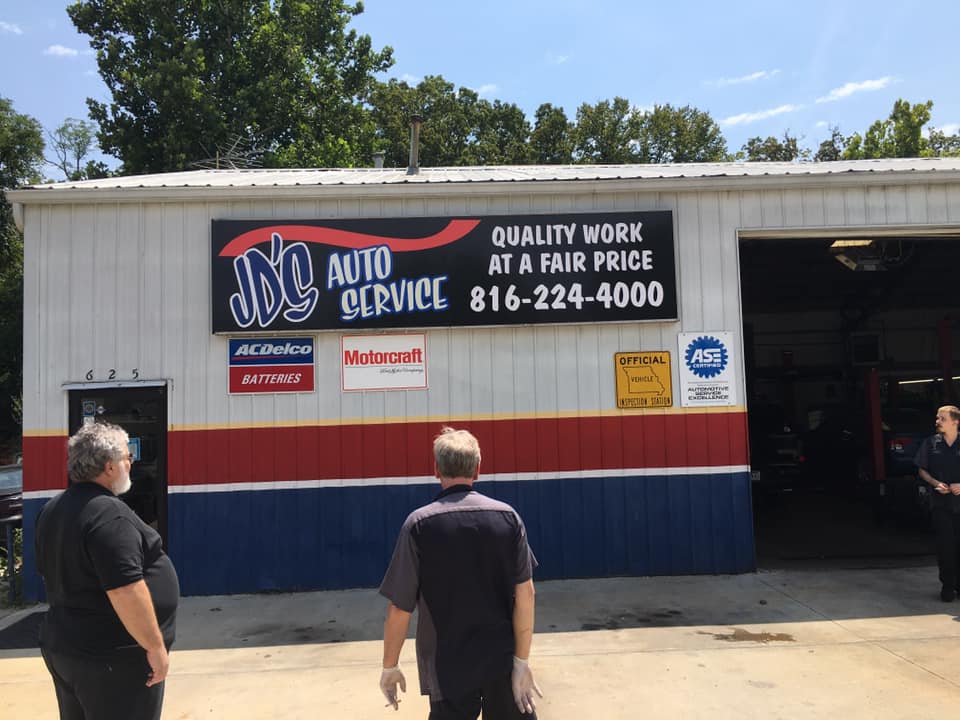 JD'S
AUTO
SERVICE
QUALITY WORK
AT A FAIR PRICE
816-224-4000
ACDelco
BATTERIES
Motorcraft
OFFICIAL
VEHICLE
INSPECTION STATION
ASE
CERTIFIED
AUTOMOTIVE
SERVICE
EXCELLENCE
625